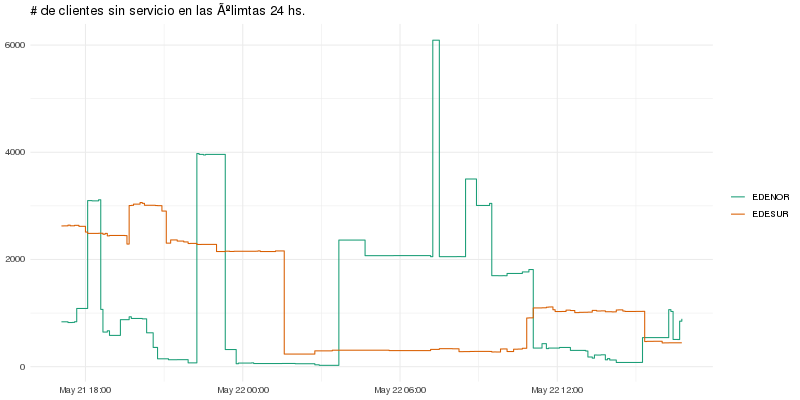 # de clientes sin servicio en las Ãºlimtas 24 hs.
6000
4000
2000
0
May 21 18:00
May 22 00:00
May 22 06:00
May 22 12:00
EDENOR
EDESUR